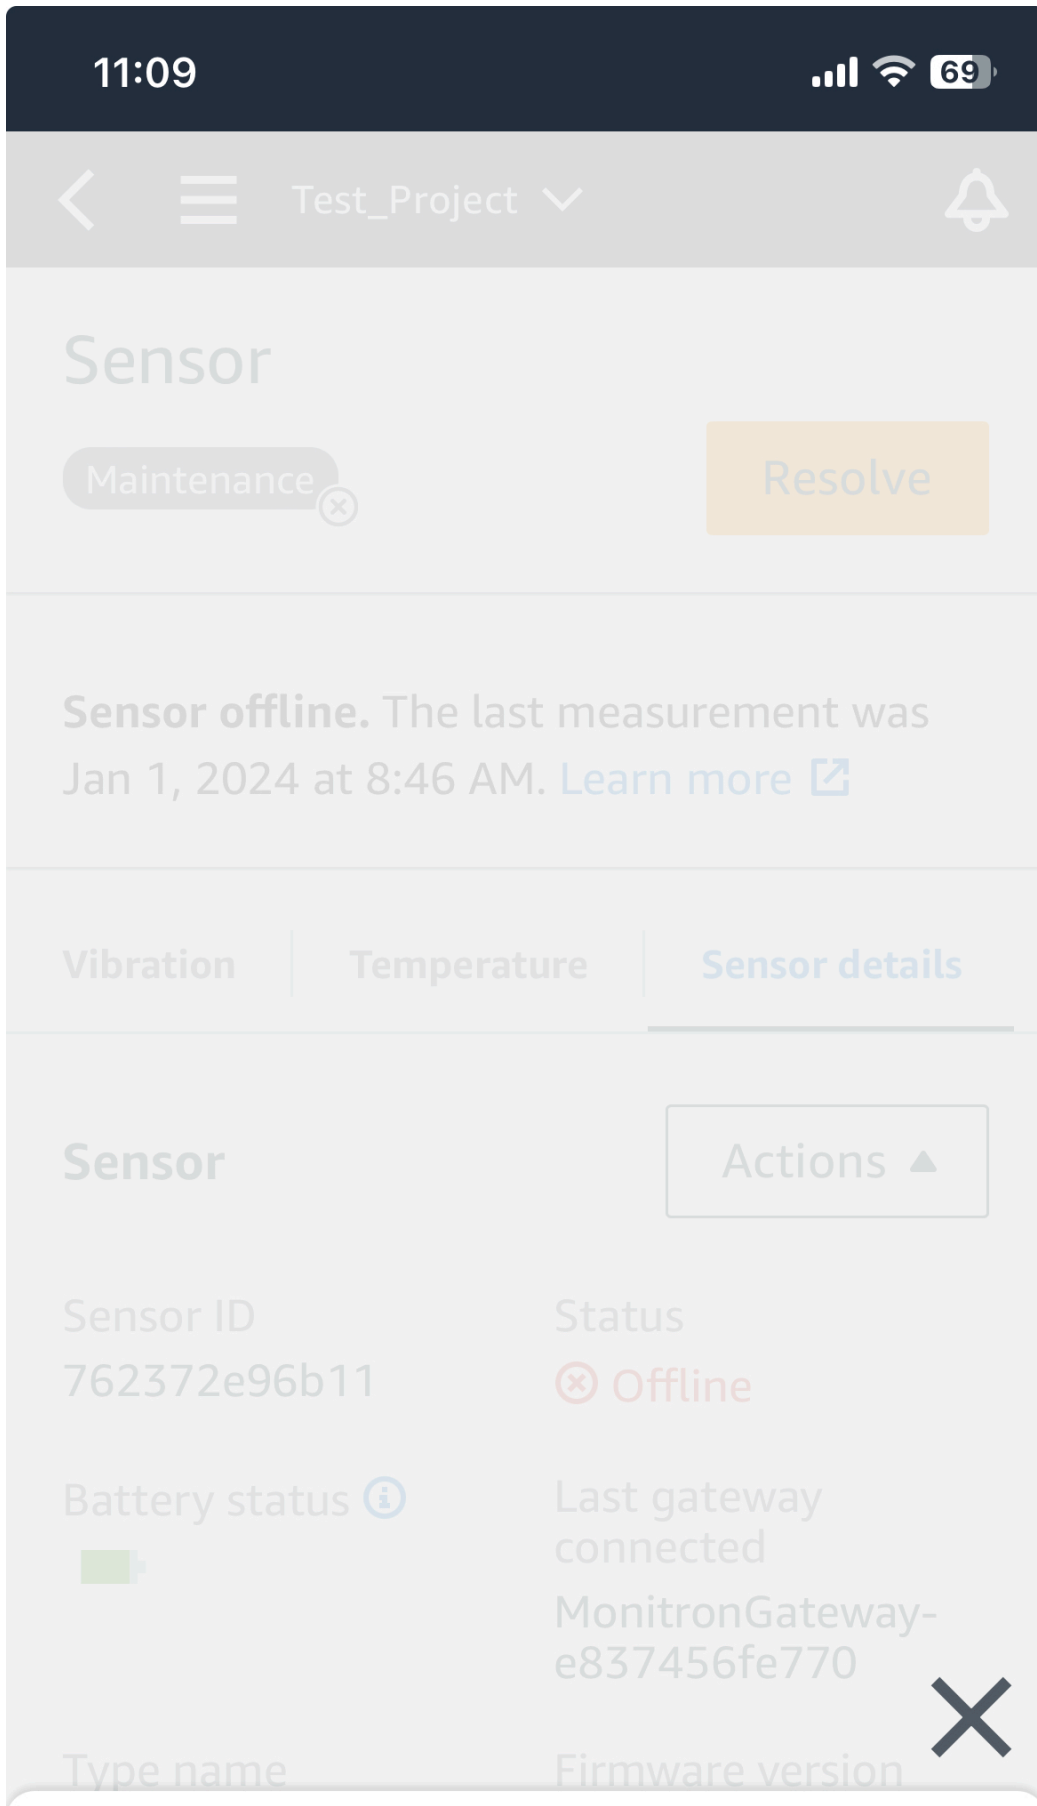 11:09
69
Test_Project
Sensor
Maintenance
Resolve
Sensor offline. The last measurement was
Jan 1, 2024 at 8:46 AM. Learn more
Vibration
Temperature
Sensor details
Sensor
Actions
Sensor ID
Status
762372e96b11
Offline
Battery status
Last gateway
connected
MonitronGateway-
e837456fe770
Type name
Firmware version